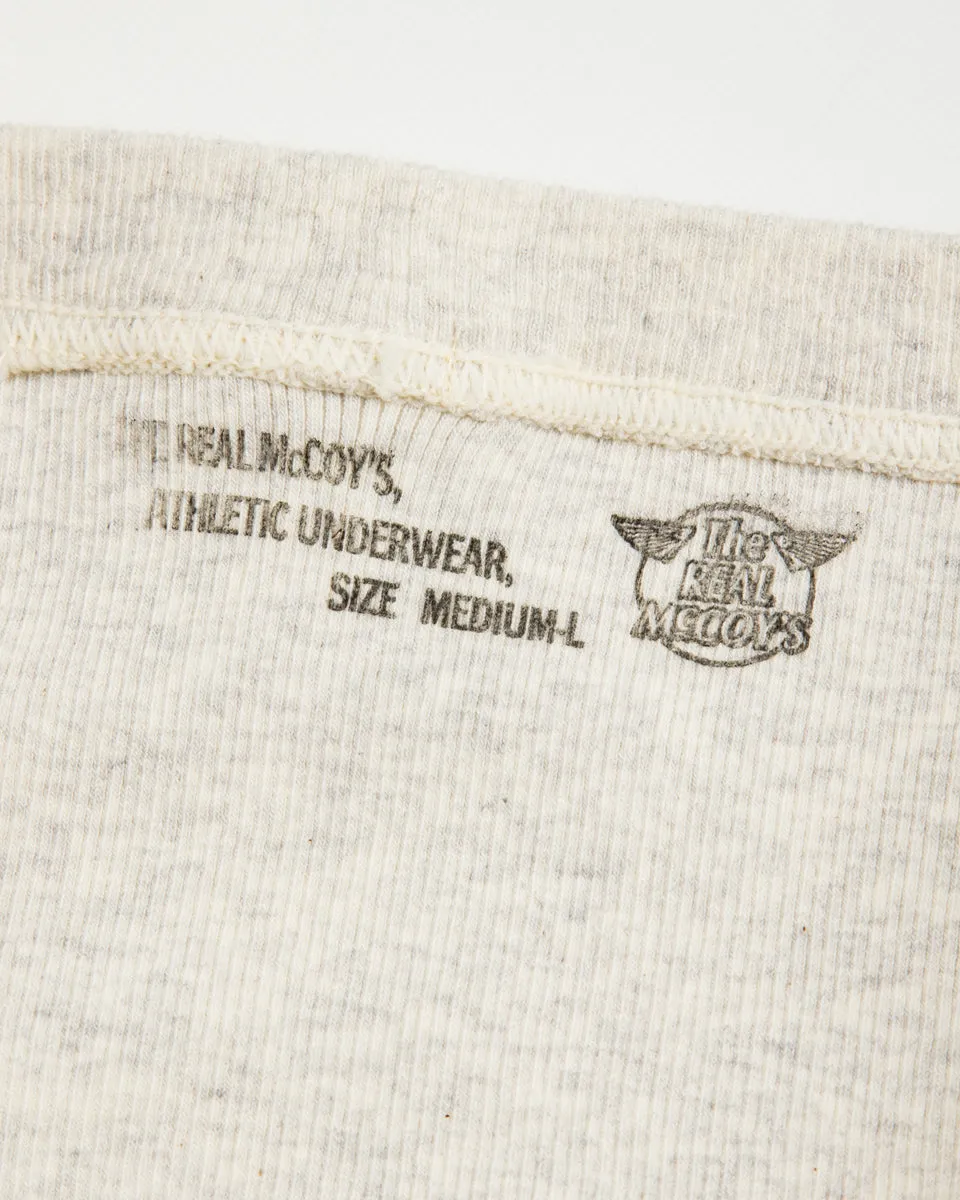 THE REAL McCOY'S,
ATHLETIC UNDERWEAR,
SIZE MEDIUM-L
The
REAL
McCOY'S